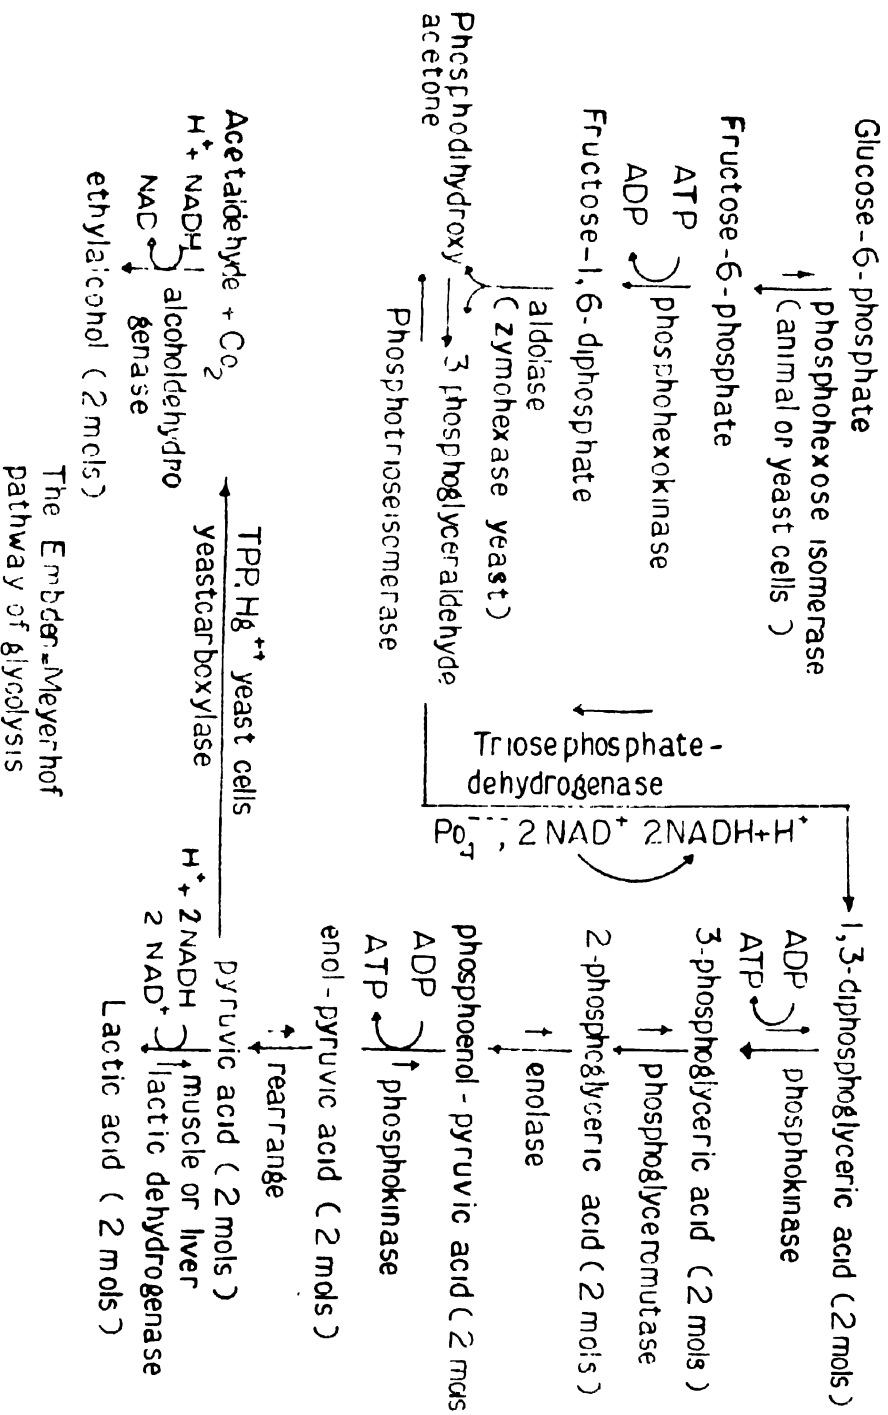 Glucose-6-phosphate
phosphohexose isomerase
(animal or yeast cells)
Fructose-6-phosphate
ATP
ADP
phosphohexokinase
Fructose-1,6-diphosphate
aldolase
(zymohexase yeast)
Phosphodihydroxy
acetone
3 phosphoglyceraldehyde
Phosphotrioseisomerase
Triosephosphate-
dehydrogenase
2 NAD+ 2NADH+H+
1,3-diphosphoglyceric acid (2 mols)
ADP
ATP
phosphokinase
3-phosphoglyceric acid (2 mols)
phosphoglyceromutase
2-phosphoglyceric acid (2 mols)
enolase
phosphoenol-pyruvic acid (2 mols
ADP
ATP
phosphokinase
enol-pyruvic acid (2 mols)
rearrange
pyruvic acid (2 mols)
H+ + 2NADH
2 NAD+
muscle or liver
lactic dehydrogenase
Lactic acid (2 mols)
TPP.Hg++ yeast cells
yeastcarboxylase
Acetaldehyde + Co2
H+ + NADH
NAD
alcoholdehydro
genase
ethylalconol (2 mols)
The Embden=Meyerhof
pathway of glycolysis